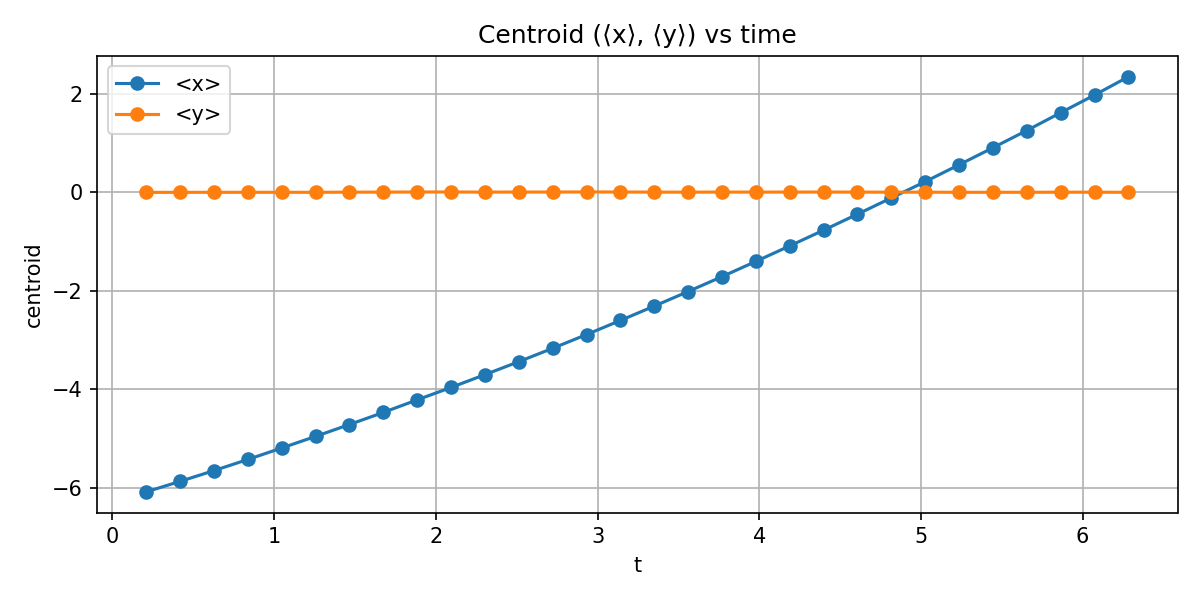 Centroid (⟨x⟩, ⟨y⟩) vs time
<x>
<y>
2
0
−2
−4
−6
centroid
0 1 2 3 4 5 6
t